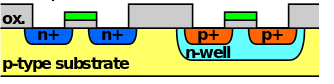 ox.
n+ n+ p+ p+
n-well
p-type substrate